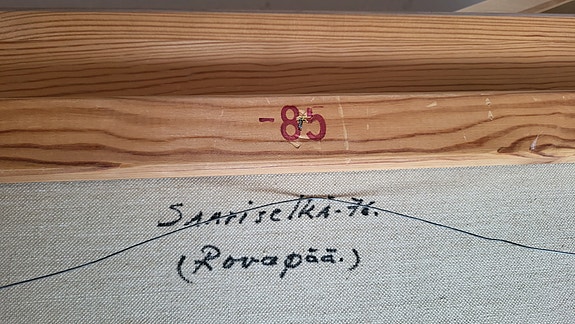 -85
SAAriselKÄ-76.
(Rovapää.)